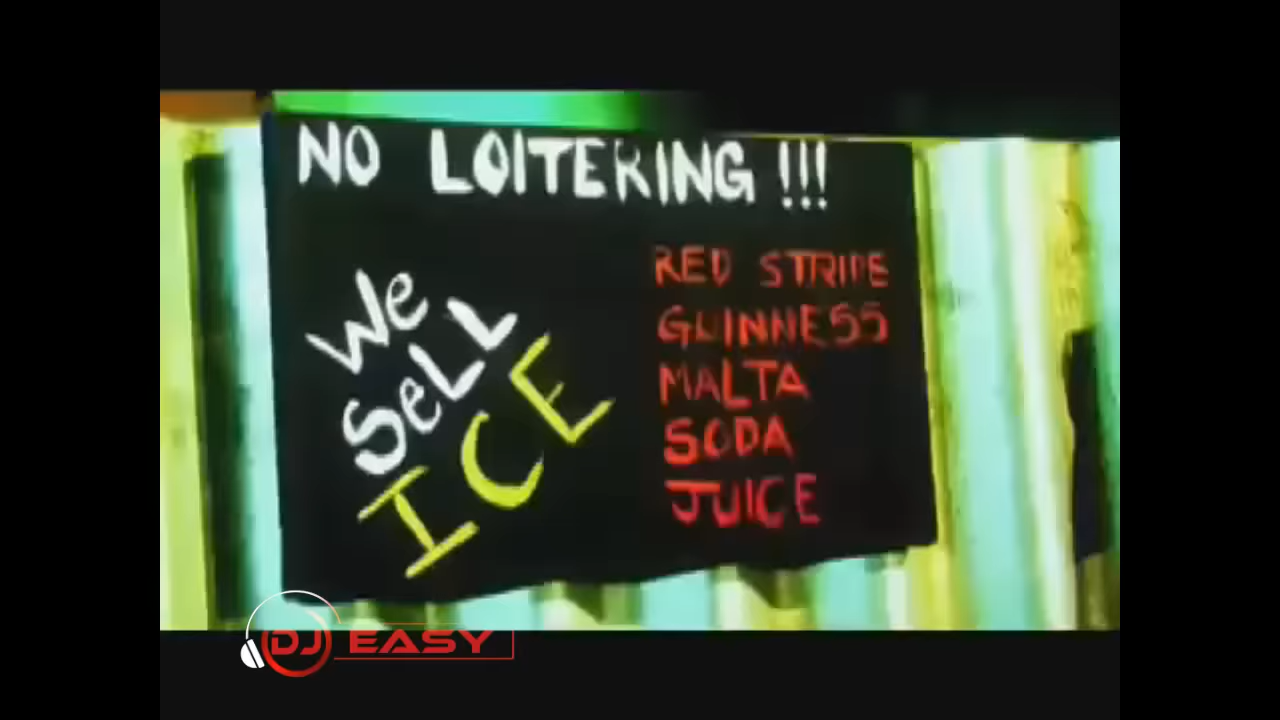 NO LOITERING !!!
We
SeLL
ICE
RED STRIPE
GUINNESS
MALTA
SODA
JUICE
DJ EASY